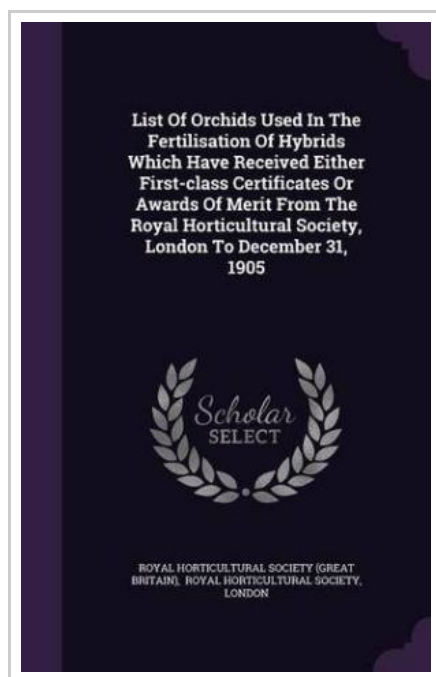 List Of Orchids Used In The
Fertilisation Of Hybrids
Which Have Received Either
First-class Certificates Or
Awards Of Merit From The
Royal Horticultural Society,
London To December 31,
1905
Scholar
SELECT
ROYAL HORTICULTURAL SOCIETY (GREAT
BRITAIN), ROYAL HORTICULTURAL SOCIETY,
LONDON